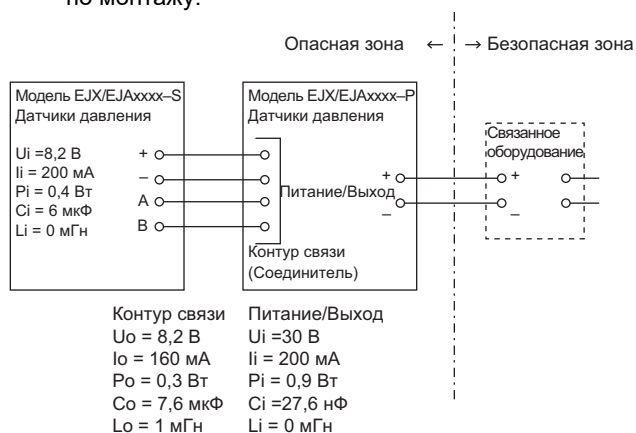 по монтажу.
Опасная зона ← → Безопасная зона
Модель EJX/EJAxxxx–S
Датчики давления
Ui =8,2 В
Ii = 200 мА
Pi = 0,4 Вт
Ci = 6 мкФ
Li = 0 мГн
+
–
A
B
Модель EJX/EJAxxxx–P
Датчики давления
Питание/Выход
+
–
Контур связи
(Соединитель)
Связанное
оборудование
+
–
Контур связи
Uo = 8,2 В
Io = 160 мА
Po = 0,3 Вт
Co = 7,6 мкФ
Lo = 1 мГн
Питание/Выход
Ui =30 В
Ii = 200 мА
Pi = 0,9 Вт
Ci =27,6 нФ
Li = 0 мГн